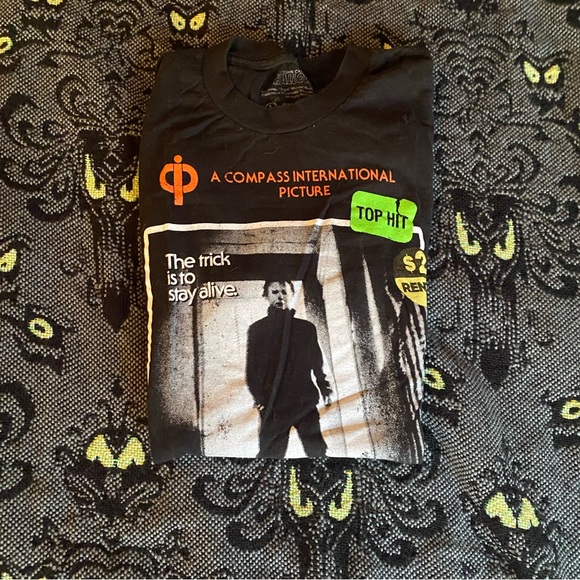 A COMPASS INTERNATIONAL
PICTURE
TOP HIT
The trick
is to
stay alive.
$2
REN